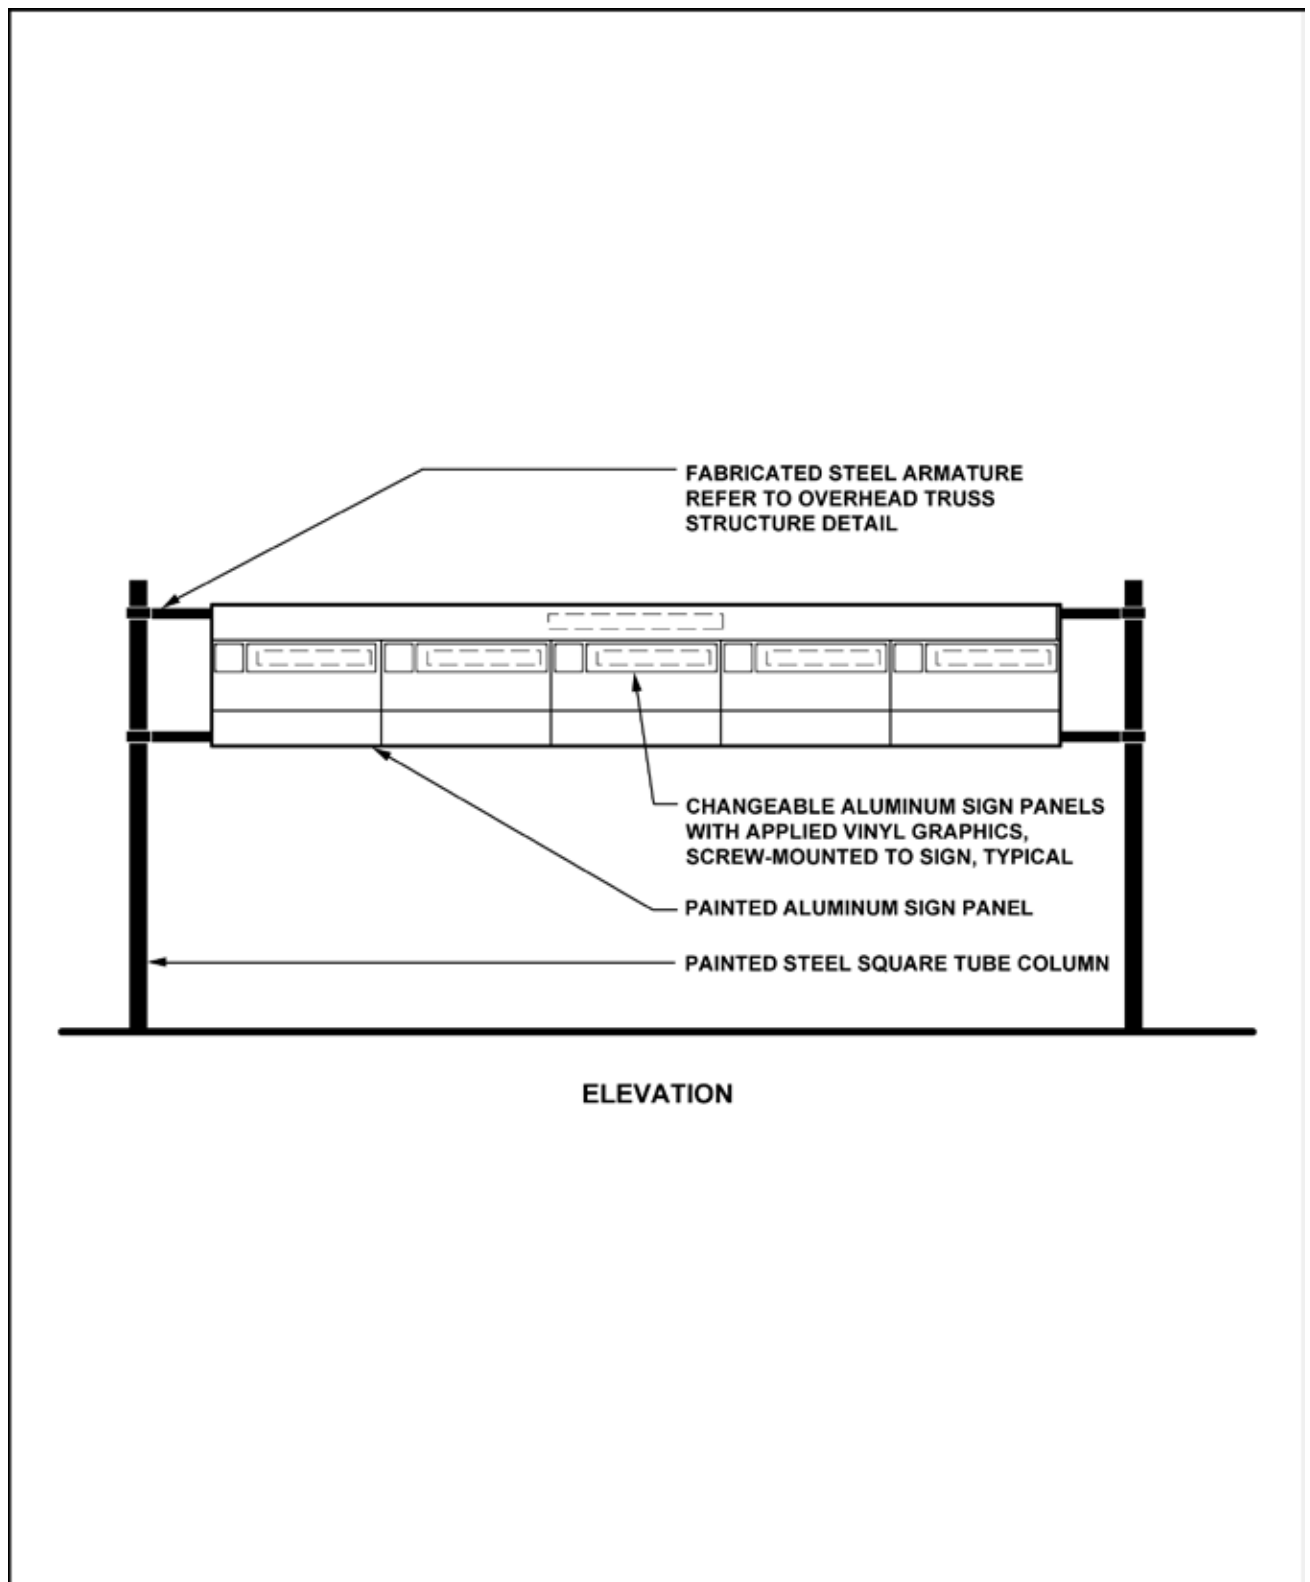 FABRICATED STEEL ARMATURE
REFER TO OVERHEAD TRUSS
STRUCTURE DETAIL
CHANGEABLE ALUMINUM SIGN PANELS
WITH APPLIED VINYL GRAPHICS,
SCREW-MOUNTED TO SIGN, TYPICAL
PAINTED ALUMINUM SIGN PANEL
PAINTED STEEL SQUARE TUBE COLUMN
ELEVATION